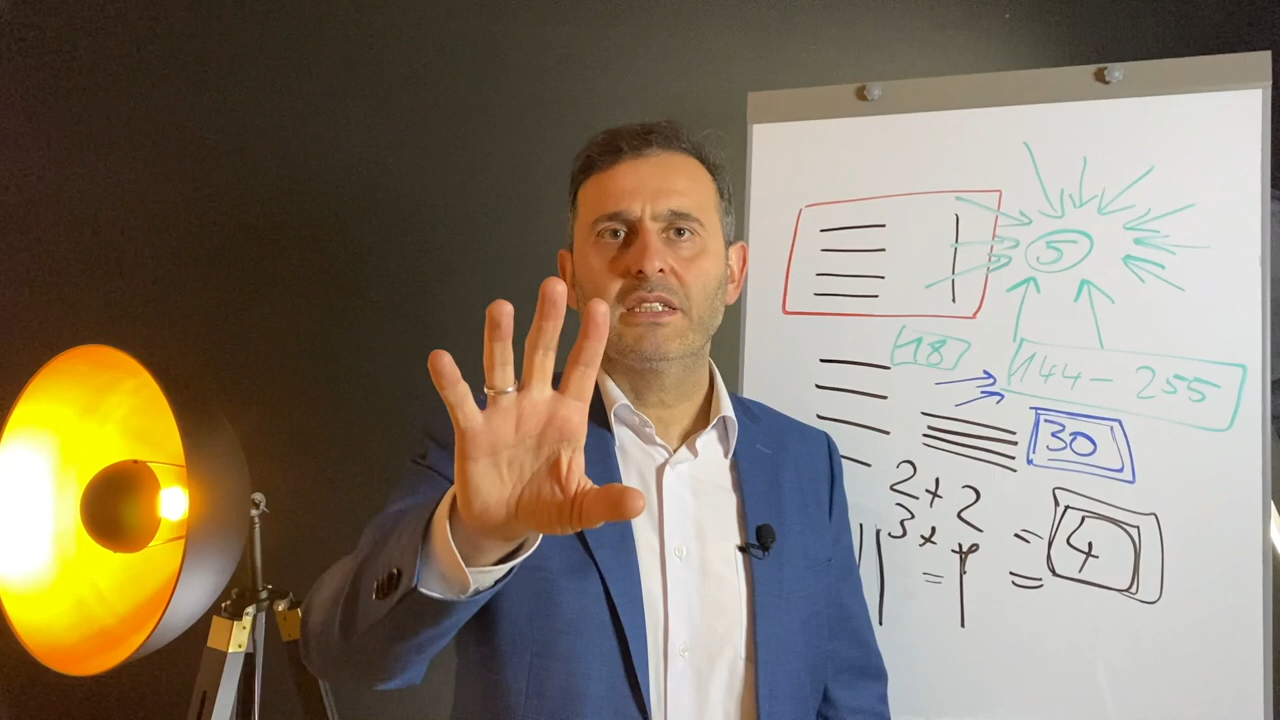 5
18
144 - 255
30
2 + 2
= 4
3 x
=
=